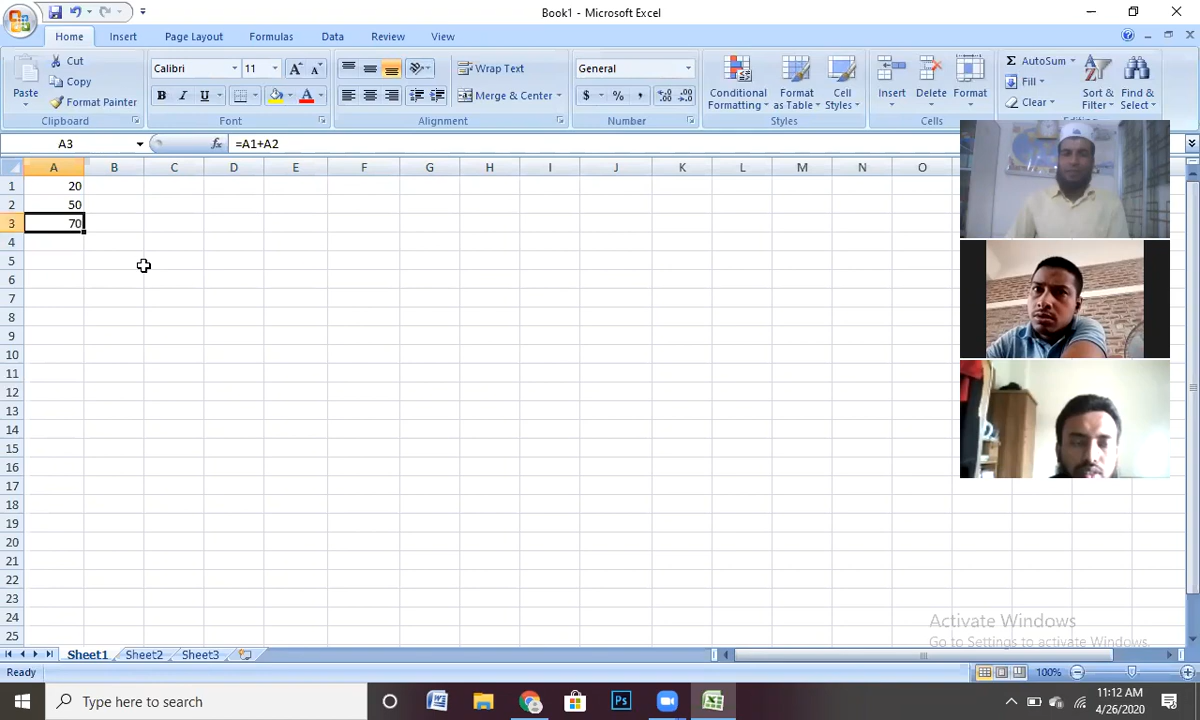 Book1 - Microsoft Excel
Home Insert Page Layout Formulas Data Review View
Paste
Cut
Copy
Format Painter
Clipboard
Calibri 11
B I U
Font
Wrap Text
Merge & Center
Alignment
General
$ % ,
Number
Conditional Formatting
Format as Table
Cell Styles
Styles
Insert Delete Format
Cells
Σ AutoSum
Fill
Clear
Sort & Filter
Find & Select
A3 fx =A1+A2
A B C D E F G H I J K L M N O
1 20
2 50
3 70
4
5
6
7
8
9
10
11
12
13
14
15
16
17
18
19
20
21
22
23
24
25
Activate Windows
Go to Settings to activate Windows.
Sheet1 Sheet2 Sheet3
Ready 100%
Type here to search
11:12 AM
4/26/2020